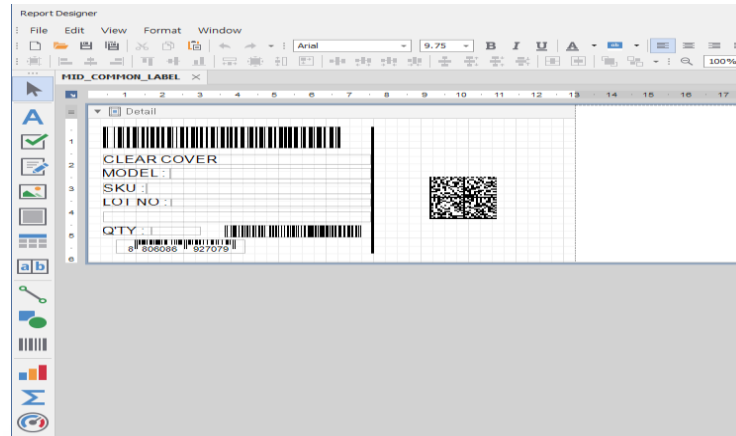 Report Designer
File Edit View Format Window
Arial 9.75 B I U A 100%
MID_COMMON_LABEL
1 2 3 4 5 6 7 8 9 10 11 12 13 14 15 16 17
Detail
1
2
3
4
5
6
CLEAR COVER
MODEL :
SKU :
LOT NO :
Q'TY :
8 806086 927079
A
ab
Σ